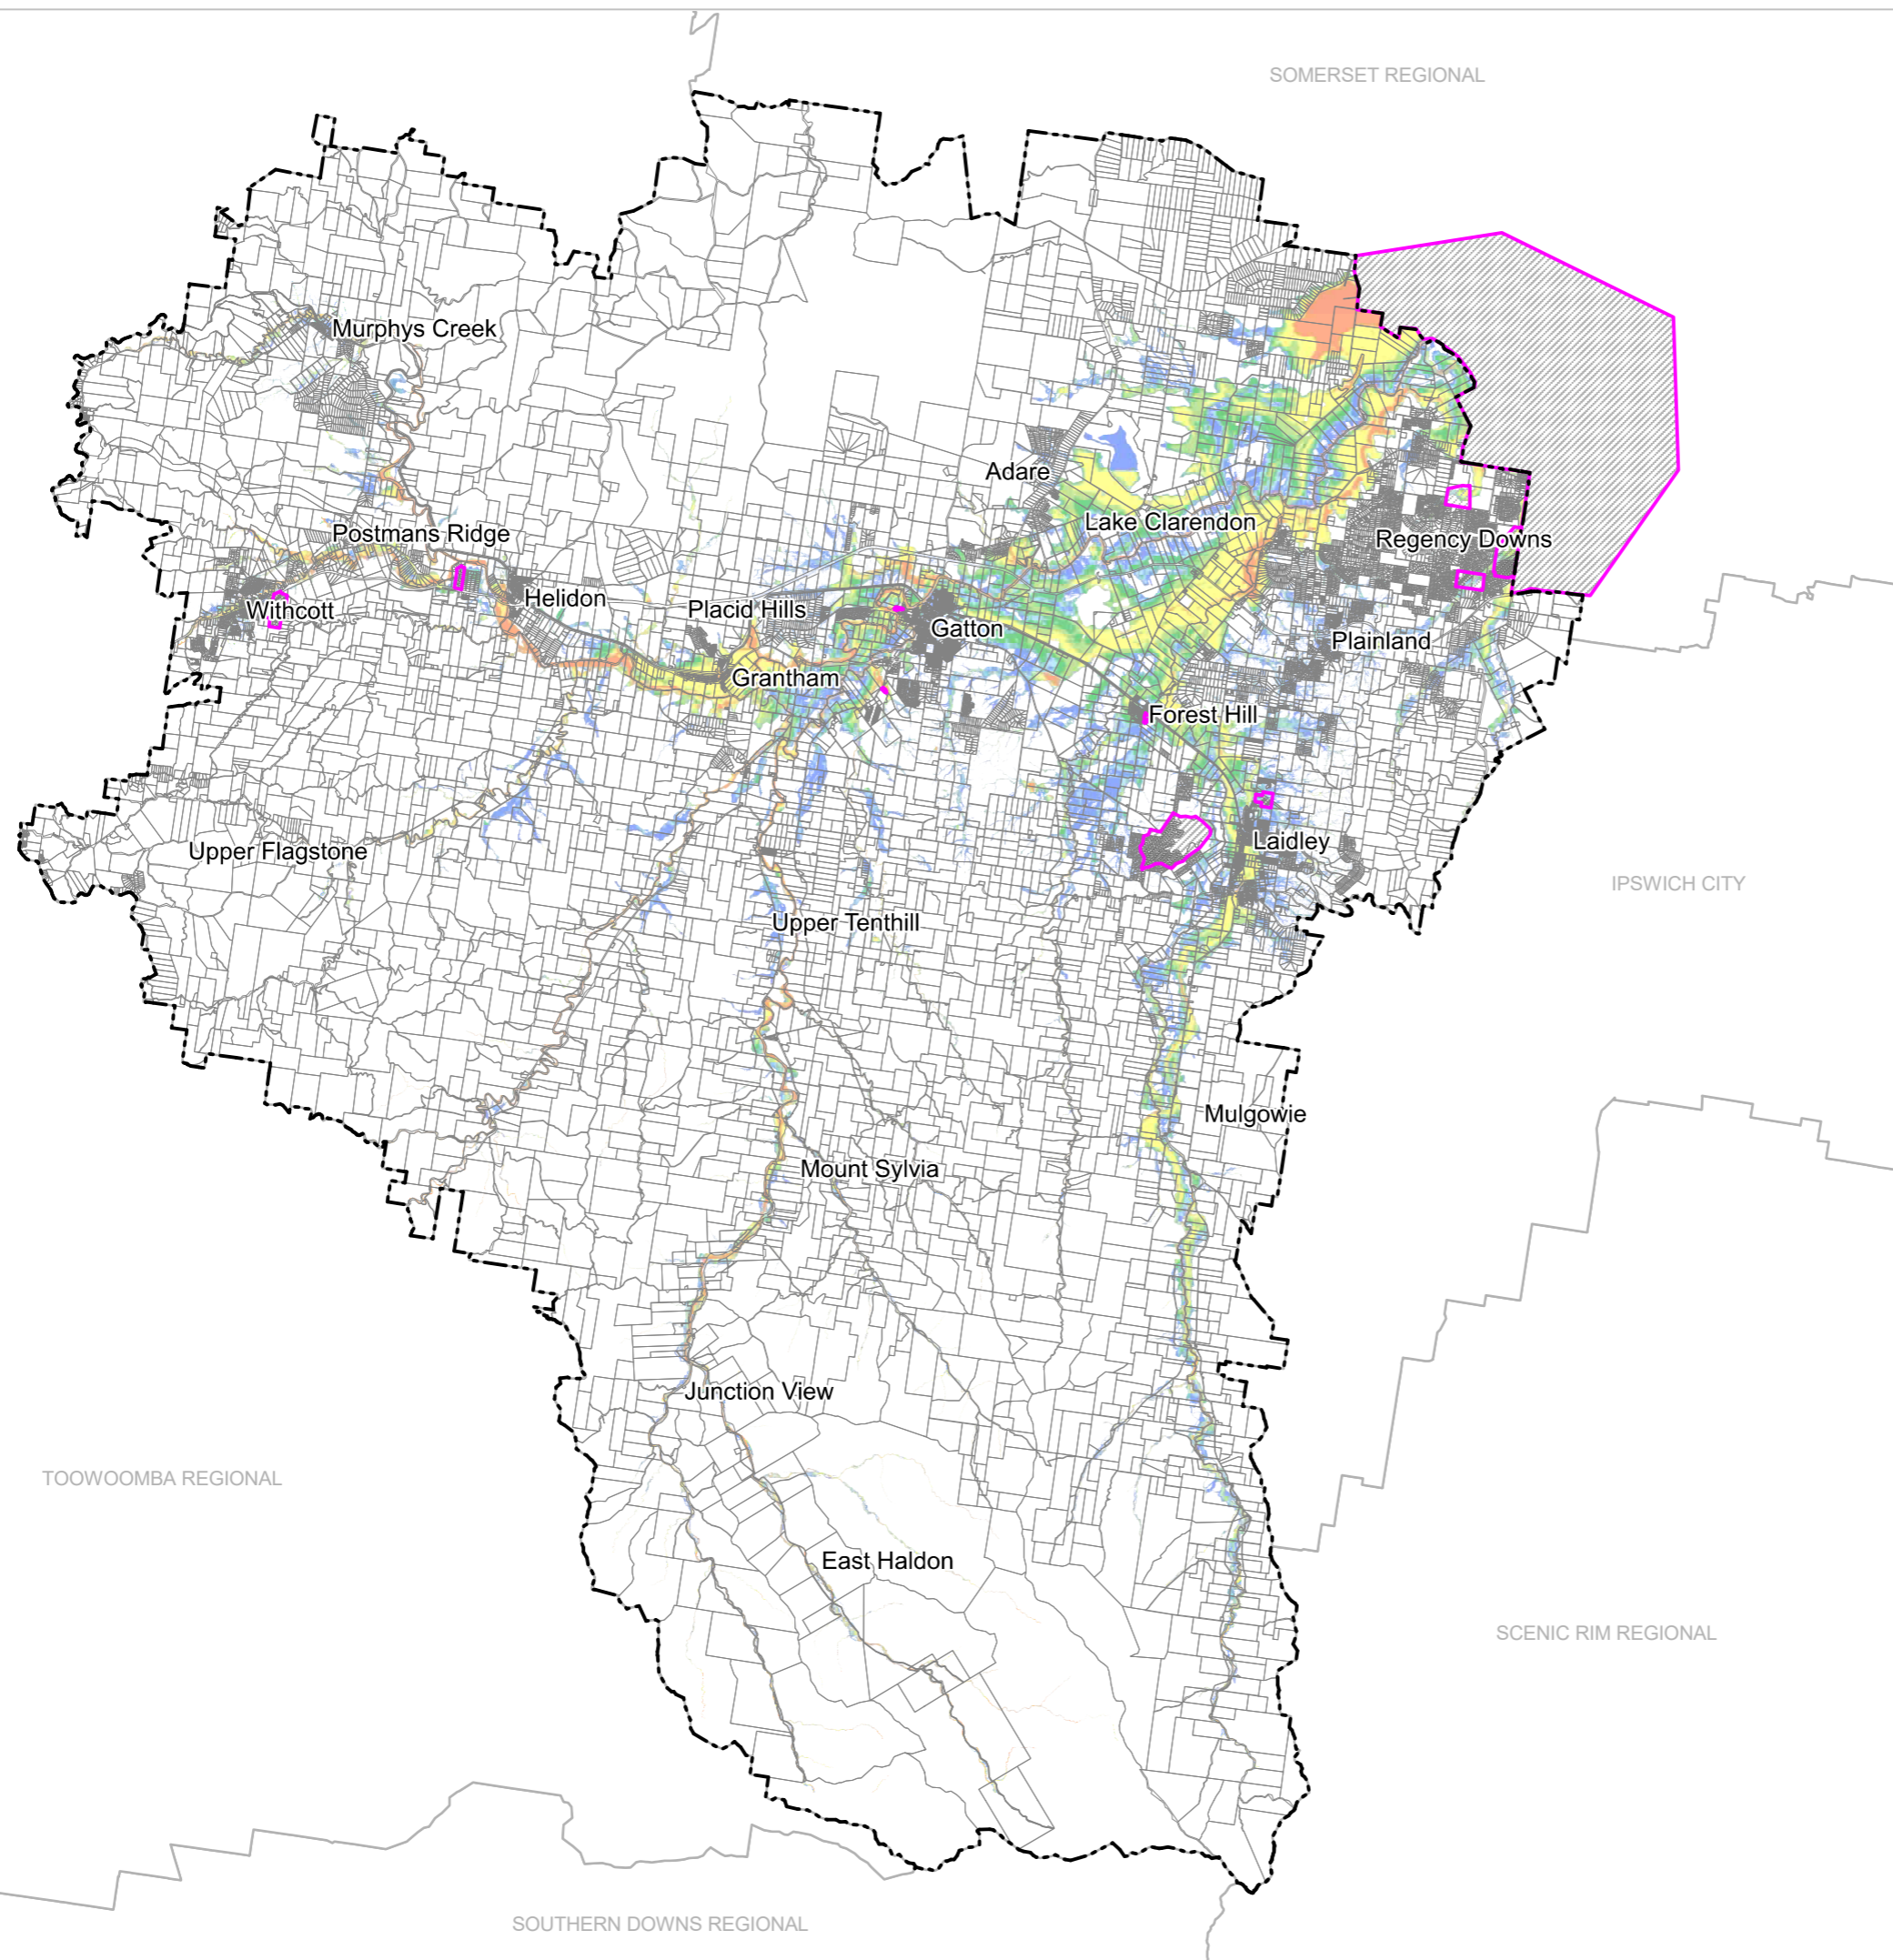 SOMERSET REGIONAL
Murphys Creek
Adare
Lake Clarendon
Postmans Ridge
Regency Downs
Helidon
Withcott
Placid Hills
Gatton
Plainland
Grantham
Forest Hill
Laidley
Upper Flagstone
IPSWICH CITY
Upper Tenthill
Mulgowie
Mount Sylvia
Junction View
TOOWOOMBA REGIONAL
East Haldon
SCENIC RIM REGIONAL
SOUTHERN DOWNS REGIONAL